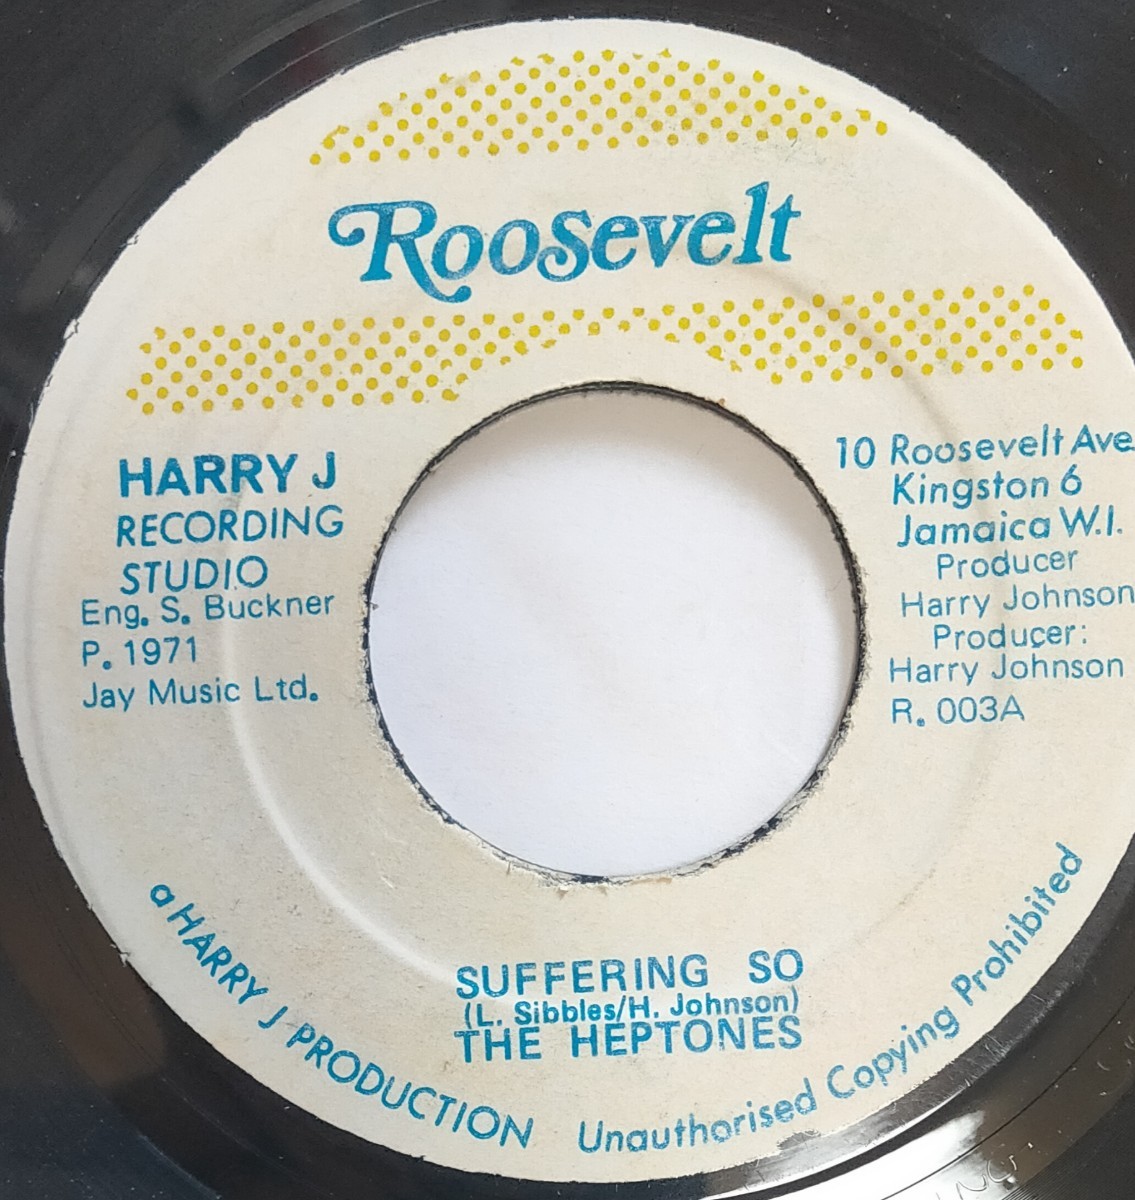 Roosevelt
HARRY J
RECORDING
STUDIO
Eng. S. Buckner
P. 1971
Jay Music Ltd.
10 Roosevelt Ave
Kingston 6
Jamaica W.I.
Producer
Harry Johnson
Producer:
Harry Johnson
R. 003A
SUFFERING SO
(L. Sibbles/H. Johnson)
THE HEPTONES
a HARRY J PRODUCTION
Unauthorised Copying Prohibited